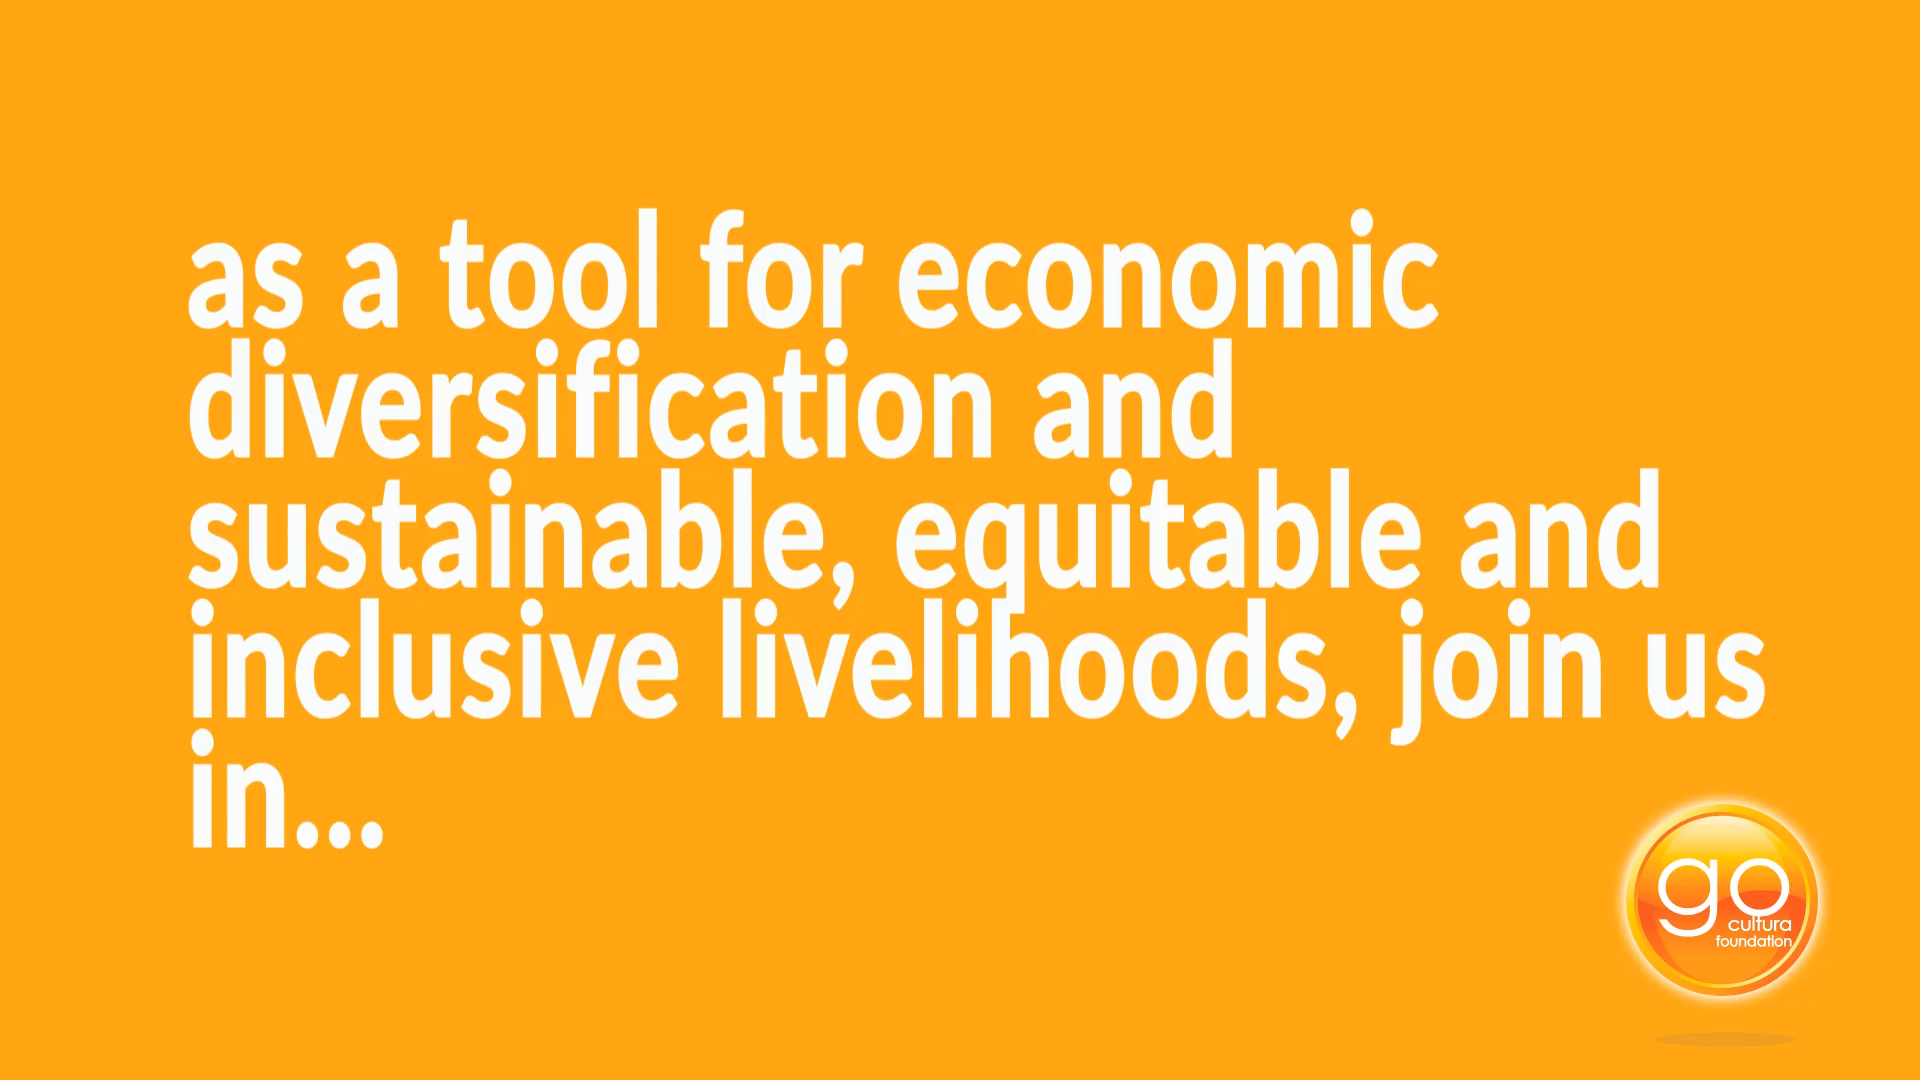 as a tool for economic
diversification and
sustainable, equitable and
inclusive livelihoods, join us
in...
go
cultura
foundation